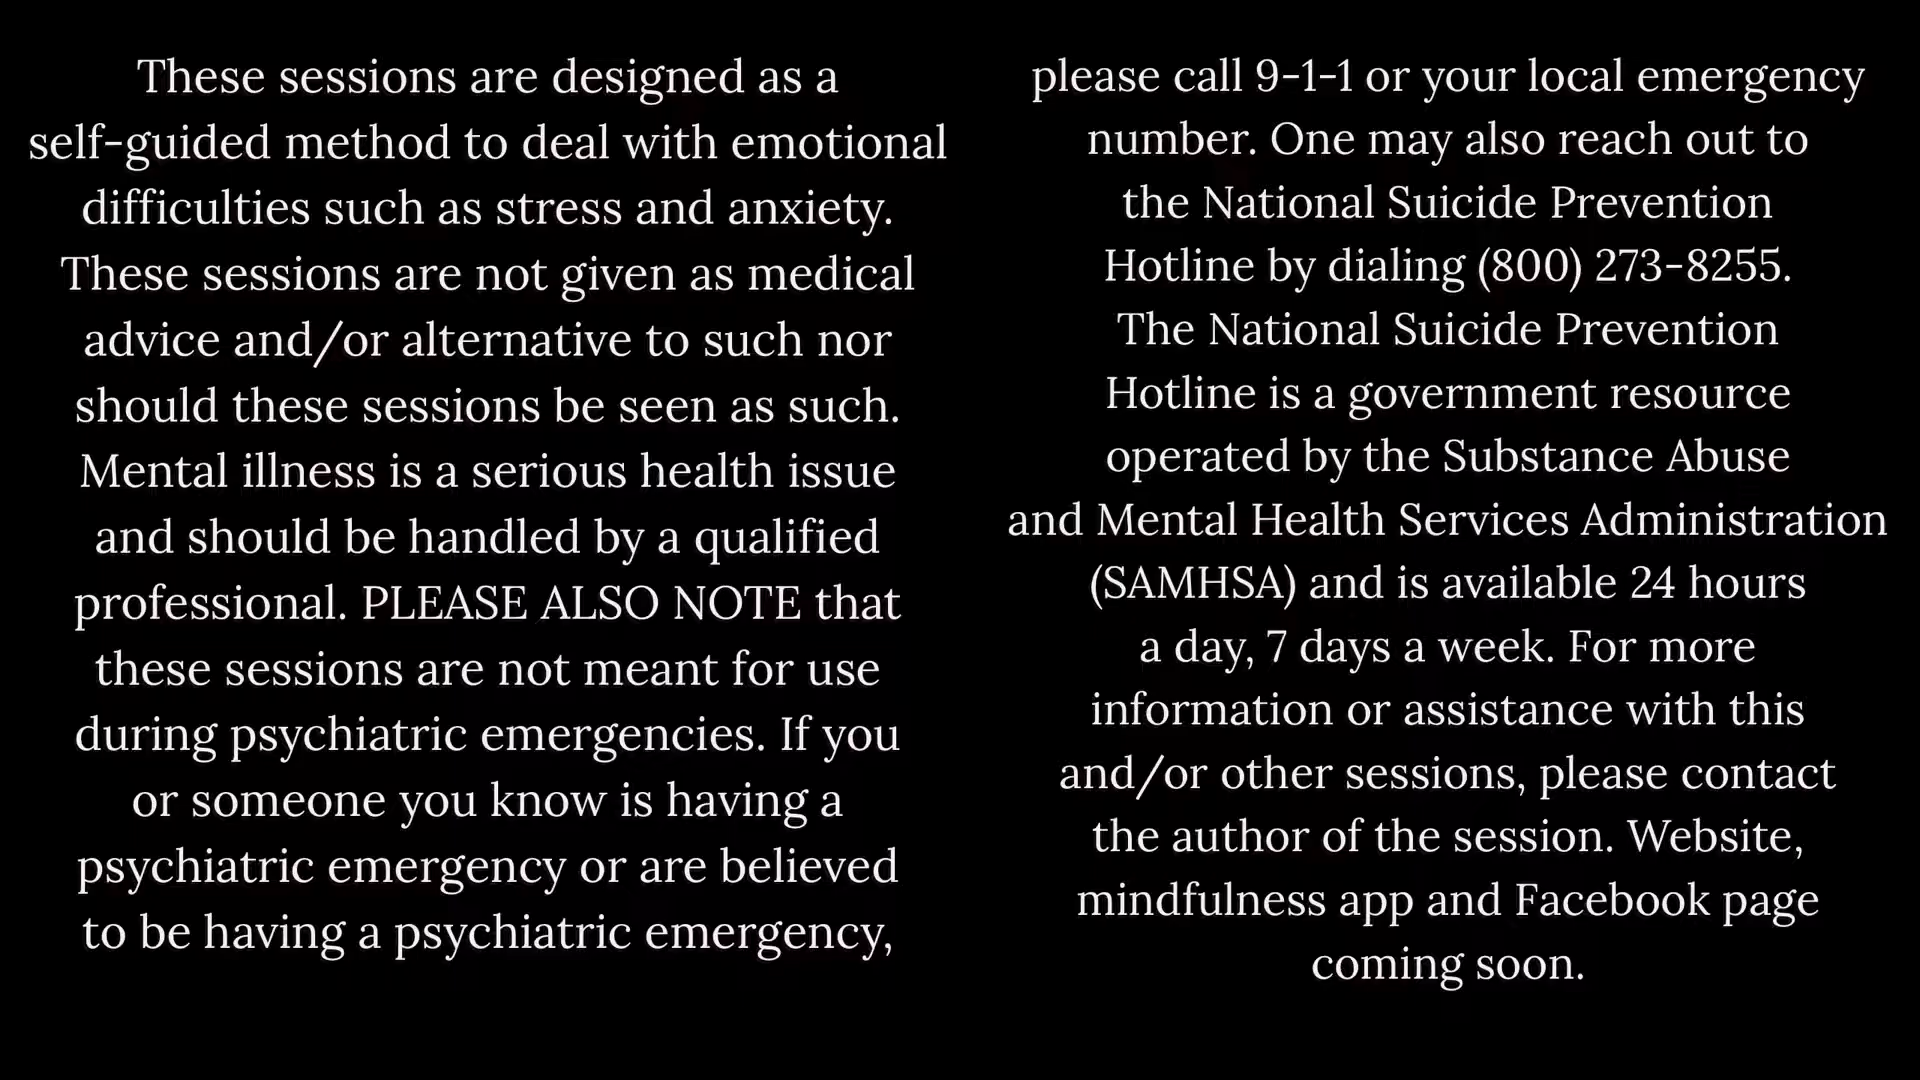 These sessions are designed as a
self-guided method to deal with emotional
difficulties such as stress and anxiety.
These sessions are not given as medical
advice and/or alternative to such nor
should these sessions be seen as such.
Mental illness is a serious health issue
and should be handled by a qualified
professional. PLEASE ALSO NOTE that
these sessions are not meant for use
during psychiatric emergencies. If you
or someone you know is having a
psychiatric emergency or are believed
to be having a psychiatric emergency,
please call 9-1-1 or your local emergency
number. One may also reach out to
the National Suicide Prevention
Hotline by dialing (800) 273-8255.
The National Suicide Prevention
Hotline is a government resource
operated by the Substance Abuse
and Mental Health Services Administration
(SAMHSA) and is available 24 hours
a day, 7 days a week. For more
information or assistance with this
and/or other sessions, please contact
the author of the session. Website,
mindfulness app and Facebook page
coming soon.